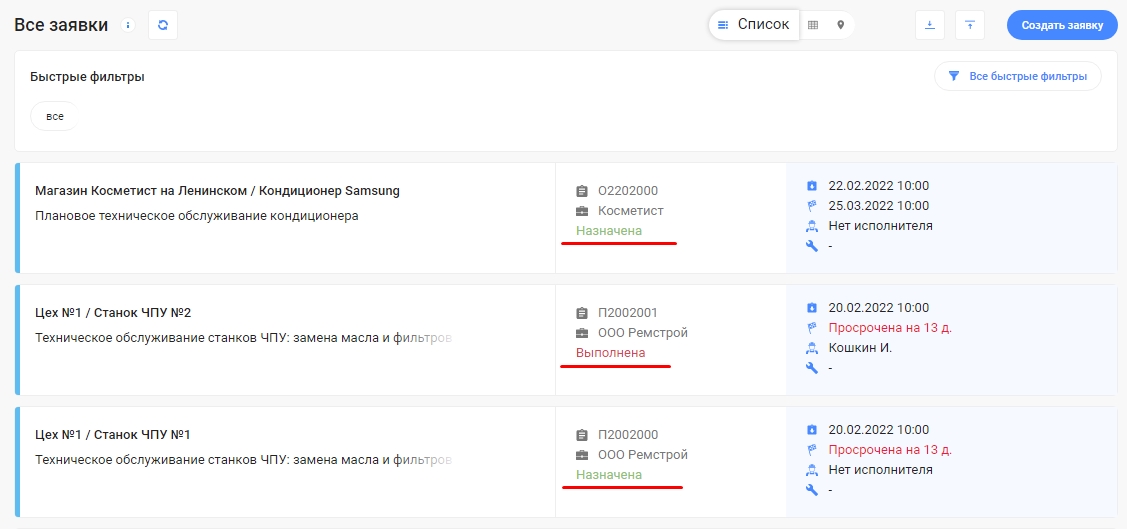 Все заявки
Список
Создать заявку
Быстрые фильтры
Все быстрые фильтры
все
Магазин Косметист на Ленинском / Кондиционер Samsung
Плановое техническое обслуживание кондиционера
О2202000
Косметист
Назначена
22.02.2022 10:00
25.03.2022 10:00
Нет исполнителя
-
Цех №1 / Станок ЧПУ №2
Техническое обслуживание станков ЧПУ: замена масла и фильтров
П2002001
ООО Ремстрой
Выполнена
20.02.2022 10:00
Просрочена на 13 д.
Кошкин И.
-
Цех №1 / Станок ЧПУ №1
Техническое обслуживание станков ЧПУ: замена масла и фильтров
П2002000
ООО Ремстрой
Назначена
20.02.2022 10:00
Просрочена на 13 д.
Нет исполнителя
-